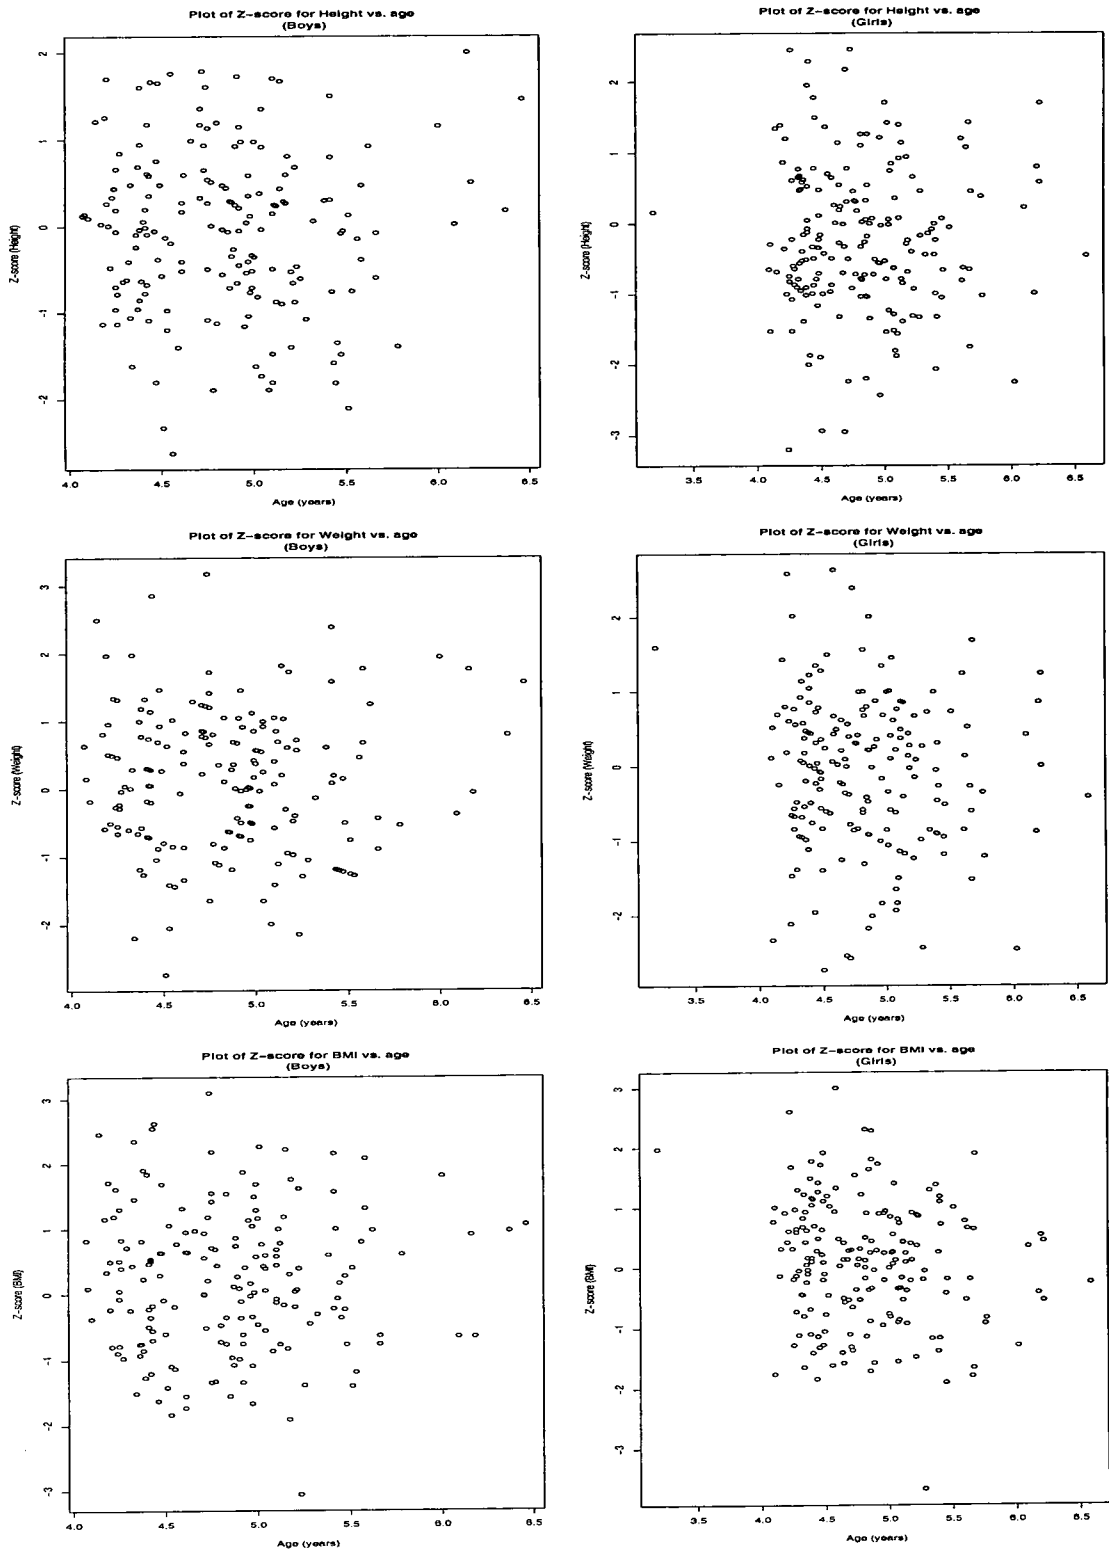 Plot of Z-score for Height vs. age
(Boys)
Z-score (Height)
2
1
0
-1
-2
4.0 4.5 5.0 5.5 6.0 6.5
Age (years)
Plot of Z-score for Height vs. age
(Girls)
Z-score (Height)
2
1
0
-1
-2
-3
3.5 4.0 4.5 5.0 5.5 6.0 6.5
Age (years)
Plot of Z-score for Weight vs. age
(Boys)
Z-score (Weight)
3
2
1
0
-1
-2
4.0 4.5 5.0 5.5 6.0 6.5
Age (years)
Plot of Z-score for Weight vs. age
(Girls)
Z-score (Weight)
2
1
0
-1
-2
3.5 4.0 4.5 5.0 5.5 6.0 6.5
Age (years)
Plot of Z-score for BMI vs. age
(Boys)
Z-score (BMI)
3
2
1
0
-1
-2
-3
4.0 4.5 5.0 5.5 6.0 6.5
Age (years)
Plot of Z-score for BMI vs. age
(Girls)
Z-score (BMI)
3
2
1
0
-1
-2
-3
3.5 4.0 4.5 5.0 5.5 6.0 6.5
Age (years)